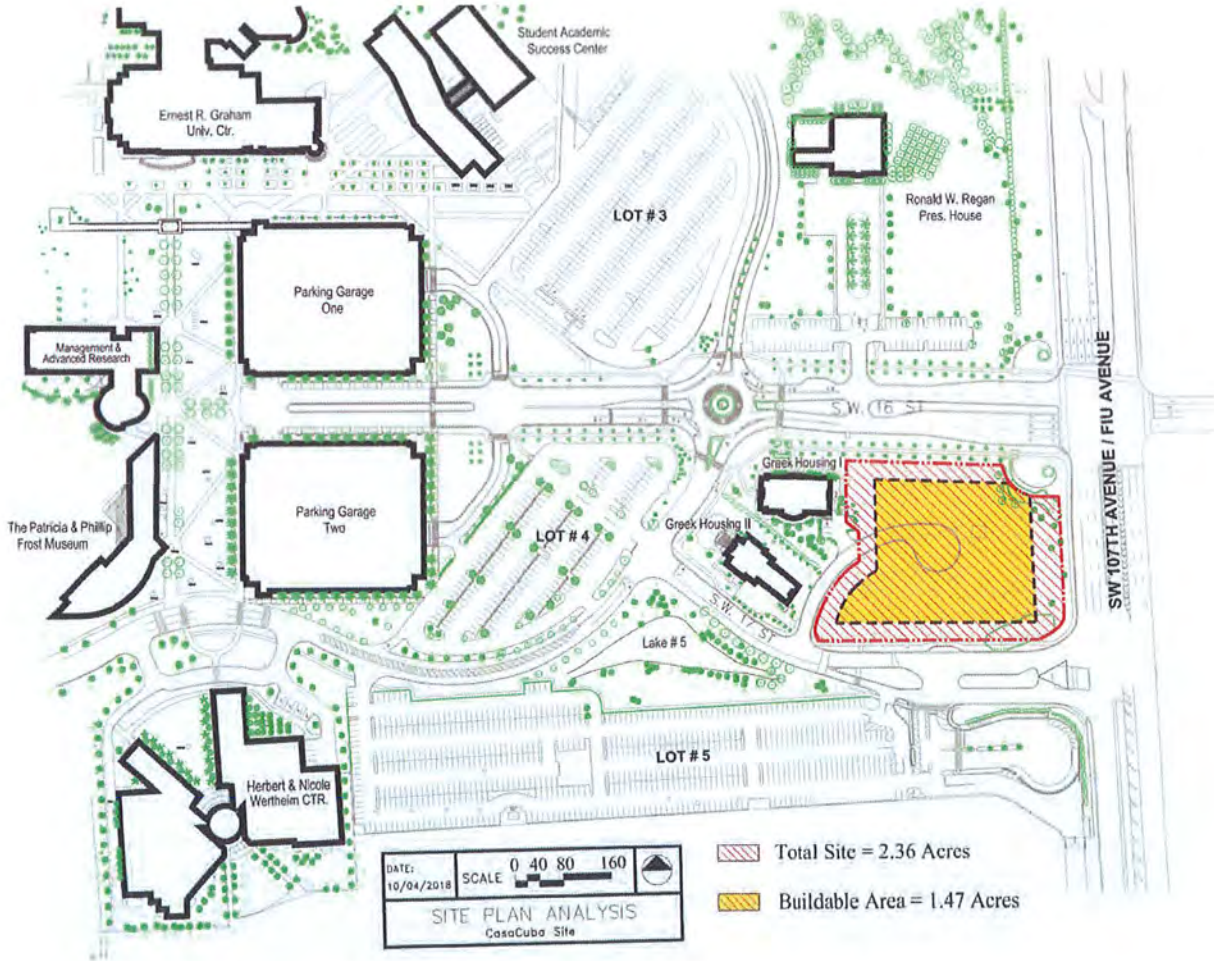 Student Academic
Success Center
Ernest R. Graham
Univ. Ctr.
Ronald W. Regan
Pres. House
LOT # 3
Parking Garage
One
Management &
Advanced Research
S.W. 16 ST
SW 107TH AVENUE / FIU AVENUE
Greek Housing I
Parking Garage
Two
The Patricia & Phillip
Frost Museum
LOT # 4
Greek Housing II
S.W. 17 ST
Lake # 5
LOT # 5
Herbert & Nicole
Wertheim CTR.
DATE:
10/04/2018
SCALE 0 40 80 160
SITE PLAN ANALYSIS
CasaCuba Site
Total Site = 2.36 Acres
Buildable Area = 1.47 Acres